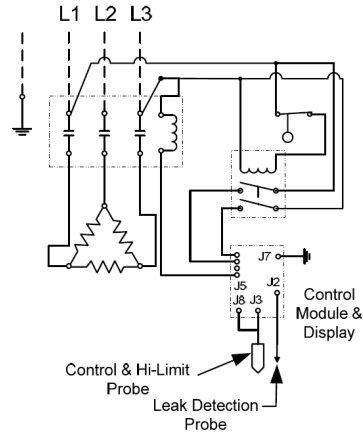 L1 L2 L3
J7
J5
J2
J8 J3
Control
Module &
Display
Control & Hi-Limit
Probe
Leak Detection
Probe